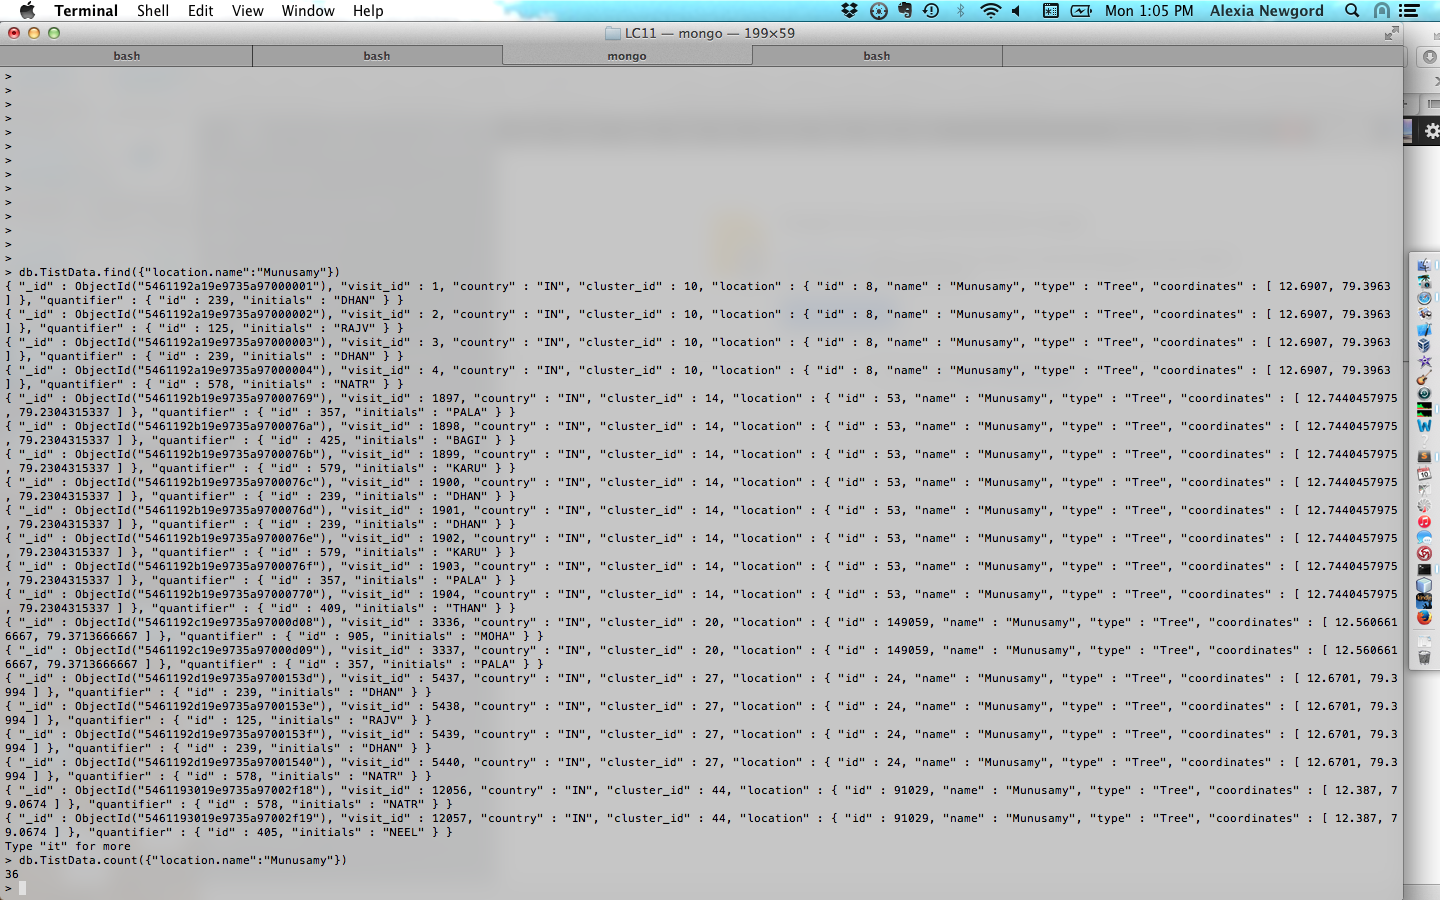 Terminal Shell Edit View Window Help Mon 1:05 PM Alexia Newgord
LC11 — mongo — 199×59
bash bash mongo bash
>
>
>
>
>
>
>
>
>
>
>
>
>
>
> db.TistData.find({"location.name":"Munusamy"})
{ "_id" : ObjectId("5461192a19e9735a97000001"), "visit_id" : 1, "country" : "IN", "cluster_id" : 10, "location" : { "id" : 8, "name" : "Munusamy", "type" : "Tree", "coordinates" : [ 12.6907, 79.3963
] }, "quantifier" : { "id" : 239, "initials" : "DHAN" } }
{ "_id" : ObjectId("5461192a19e9735a97000002"), "visit_id" : 2, "country" : "IN", "cluster_id" : 10, "location" : { "id" : 8, "name" : "Munusamy", "type" : "Tree", "coordinates" : [ 12.6907, 79.3963
] }, "quantifier" : { "id" : 125, "initials" : "RAJV" } }
{ "_id" : ObjectId("5461192a19e9735a97000003"), "visit_id" : 3, "country" : "IN", "cluster_id" : 10, "location" : { "id" : 8, "name" : "Munusamy", "type" : "Tree", "coordinates" : [ 12.6907, 79.3963
] }, "quantifier" : { "id" : 239, "initials" : "DHAN" } }
{ "_id" : ObjectId("5461192a19e9735a97000004"), "visit_id" : 4, "country" : "IN", "cluster_id" : 10, "location" : { "id" : 8, "name" : "Munusamy", "type" : "Tree", "coordinates" : [ 12.6907, 79.3963
] }, "quantifier" : { "id" : 578, "initials" : "NATR" } }
{ "_id" : ObjectId("5461192b19e9735a97000769"), "visit_id" : 1897, "country" : "IN", "cluster_id" : 14, "location" : { "id" : 53, "name" : "Munusamy", "type" : "Tree", "coordinates" : [ 12.7440457975
, 79.2304315337 ] }, "quantifier" : { "id" : 357, "initials" : "PALA" } }
{ "_id" : ObjectId("5461192b19e9735a9700076a"), "visit_id" : 1898, "country" : "IN", "cluster_id" : 14, "location" : { "id" : 53, "name" : "Munusamy", "type" : "Tree", "coordinates" : [ 12.7440457975
, 79.2304315337 ] }, "quantifier" : { "id" : 425, "initials" : "BAGI" } }
{ "_id" : ObjectId("5461192b19e9735a9700076b"), "visit_id" : 1899, "country" : "IN", "cluster_id" : 14, "location" : { "id" : 53, "name" : "Munusamy", "type" : "Tree", "coordinates" : [ 12.7440457975
, 79.2304315337 ] }, "quantifier" : { "id" : 579, "initials" : "KARU" } }
{ "_id" : ObjectId("5461192b19e9735a9700076c"), "visit_id" : 1900, "country" : "IN", "cluster_id" : 14, "location" : { "id" : 53, "name" : "Munusamy", "type" : "Tree", "coordinates" : [ 12.7440457975
, 79.2304315337 ] }, "quantifier" : { "id" : 239, "initials" : "DHAN" } }
{ "_id" : ObjectId("5461192b19e9735a9700076d"), "visit_id" : 1901, "country" : "IN", "cluster_id" : 14, "location" : { "id" : 53, "name" : "Munusamy", "type" : "Tree", "coordinates" : [ 12.7440457975
, 79.2304315337 ] }, "quantifier" : { "id" : 239, "initials" : "DHAN" } }
{ "_id" : ObjectId("5461192b19e9735a9700076e"), "visit_id" : 1902, "country" : "IN", "cluster_id" : 14, "location" : { "id" : 53, "name" : "Munusamy", "type" : "Tree", "coordinates" : [ 12.7440457975
, 79.2304315337 ] }, "quantifier" : { "id" : 579, "initials" : "KARU" } }
{ "_id" : ObjectId("5461192b19e9735a9700076f"), "visit_id" : 1903, "country" : "IN", "cluster_id" : 14, "location" : { "id" : 53, "name" : "Munusamy", "type" : "Tree", "coordinates" : [ 12.7440457975
, 79.2304315337 ] }, "quantifier" : { "id" : 357, "initials" : "PALA" } }
{ "_id" : ObjectId("5461192b19e9735a97000770"), "visit_id" : 1904, "country" : "IN", "cluster_id" : 14, "location" : { "id" : 53, "name" : "Munusamy", "type" : "Tree", "coordinates" : [ 12.7440457975
, 79.2304315337 ] }, "quantifier" : { "id" : 409, "initials" : "THAN" } }
{ "_id" : ObjectId("5461192c19e9735a97000d08"), "visit_id" : 3336, "country" : "IN", "cluster_id" : 20, "location" : { "id" : 149059, "name" : "Munusamy", "type" : "Tree", "coordinates" : [ 12.560661
6667, 79.3713666667 ] }, "quantifier" : { "id" : 905, "initials" : "MOHA" } }
{ "_id" : ObjectId("5461192c19e9735a97000d09"), "visit_id" : 3337, "country" : "IN", "cluster_id" : 20, "location" : { "id" : 149059, "name" : "Munusamy", "type" : "Tree", "coordinates" : [ 12.560661
6667, 79.3713666667 ] }, "quantifier" : { "id" : 357, "initials" : "PALA" } }
{ "_id" : ObjectId("5461192d19e9735a9700153d"), "visit_id" : 5437, "country" : "IN", "cluster_id" : 27, "location" : { "id" : 24, "name" : "Munusamy", "type" : "Tree", "coordinates" : [ 12.6701, 79.3
994 ] }, "quantifier" : { "id" : 239, "initials" : "DHAN" } }
{ "_id" : ObjectId("5461192d19e9735a9700153e"), "visit_id" : 5438, "country" : "IN", "cluster_id" : 27, "location" : { "id" : 24, "name" : "Munusamy", "type" : "Tree", "coordinates" : [ 12.6701, 79.3
994 ] }, "quantifier" : { "id" : 125, "initials" : "RAJV" } }
{ "_id" : ObjectId("5461192d19e9735a9700153f"), "visit_id" : 5439, "country" : "IN", "cluster_id" : 27, "location" : { "id" : 24, "name" : "Munusamy", "type" : "Tree", "coordinates" : [ 12.6701, 79.3
994 ] }, "quantifier" : { "id" : 239, "initials" : "DHAN" } }
{ "_id" : ObjectId("5461192d19e9735a97001540"), "visit_id" : 5440, "country" : "IN", "cluster_id" : 27, "location" : { "id" : 24, "name" : "Munusamy", "type" : "Tree", "coordinates" : [ 12.6701, 79.3
994 ] }, "quantifier" : { "id" : 578, "initials" : "NATR" } }
{ "_id" : ObjectId("5461193019e9735a97002f18"), "visit_id" : 12056, "country" : "IN", "cluster_id" : 44, "location" : { "id" : 91029, "name" : "Munusamy", "type" : "Tree", "coordinates" : [ 12.387, 7
9.0674 ] }, "quantifier" : { "id" : 578, "initials" : "NATR" } }
{ "_id" : ObjectId("5461193019e9735a97002f19"), "visit_id" : 12057, "country" : "IN", "cluster_id" : 44, "location" : { "id" : 91029, "name" : "Munusamy", "type" : "Tree", "coordinates" : [ 12.387, 7
9.0674 ] }, "quantifier" : { "id" : 405, "initials" : "NEEL" } }
Type "it" for more
> db.TistData.count({"location.name":"Munusamy"})
36
>